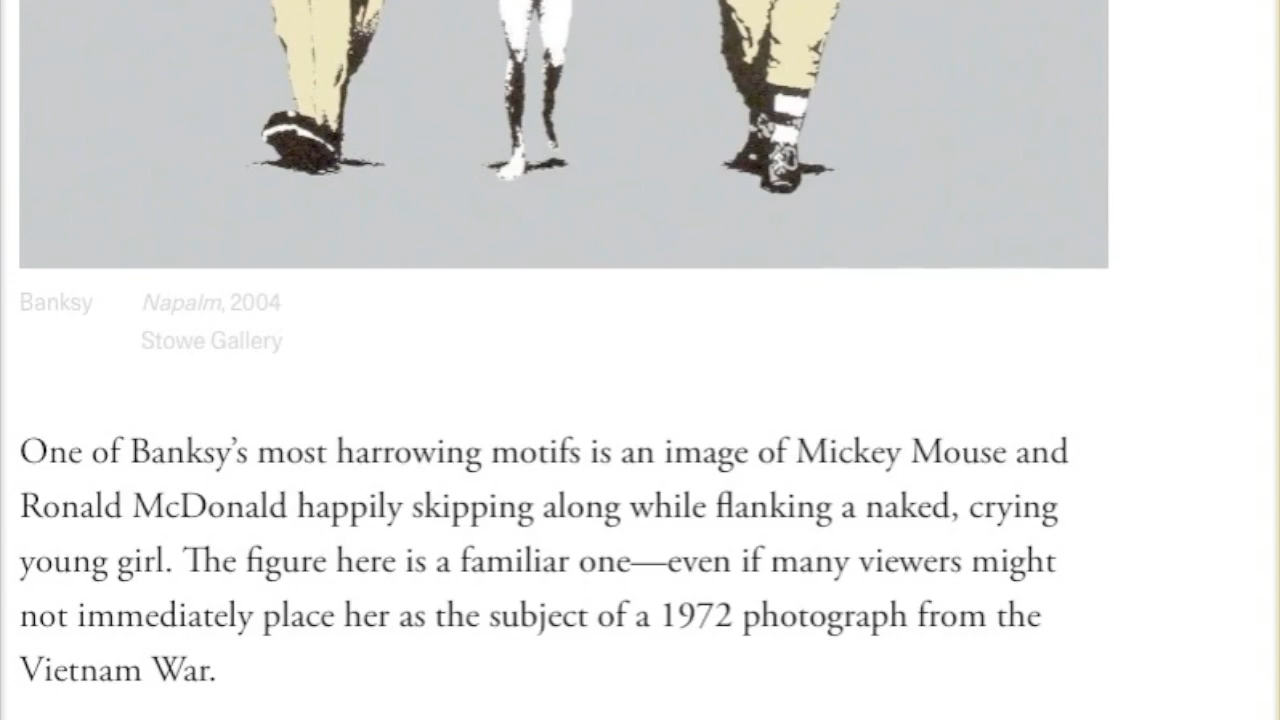 Banksy Napalm, 2004
Stowe Gallery
One of Banksy’s most harrowing motifs is an image of Mickey Mouse and
Ronald McDonald happily skipping along while flanking a naked, crying
young girl. The figure here is a familiar one—even if many viewers might
not immediately place her as the subject of a 1972 photograph from the
Vietnam War.